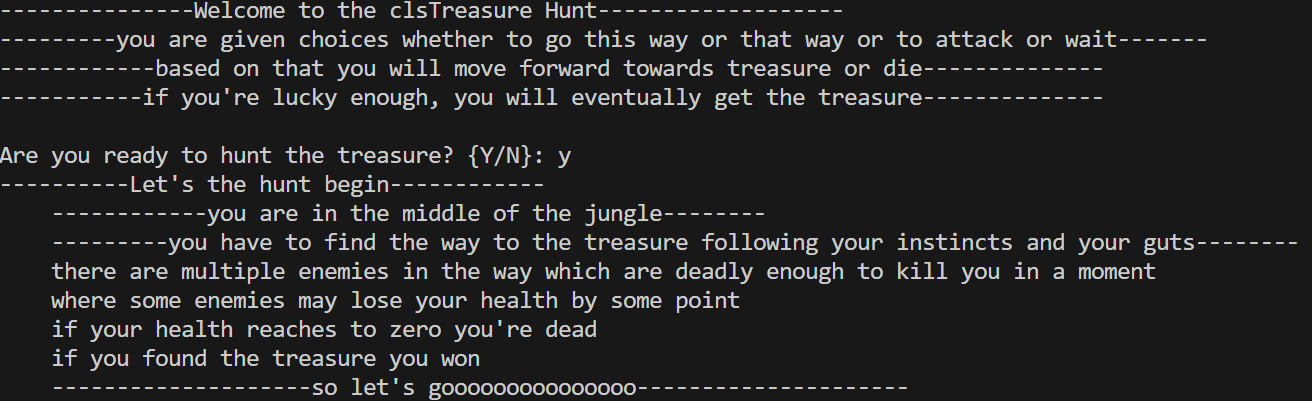 ---------------Welcome to the clsTreasure Hunt-------------------
---------you are given choices whether to go this way or that way or to attack or wait-------
------------based on that you will move forward towards treasure or die--------------
-----------if you're lucky enough, you will eventually get the treasure--------------
Are you ready to hunt the treasure? {Y/N}: y
----------Let's the hunt begin------------
------------you are in the middle of the jungle--------
---------you have to find the way to the treasure following your instincts and your guts--------
there are multiple enemies in the way which are deadly enough to kill you in a moment
where some enemies may lose your health by some point
if your health reaches to zero you're dead
if you found the treasure you won
--------------------so let's gooooooooooooooo---------------------